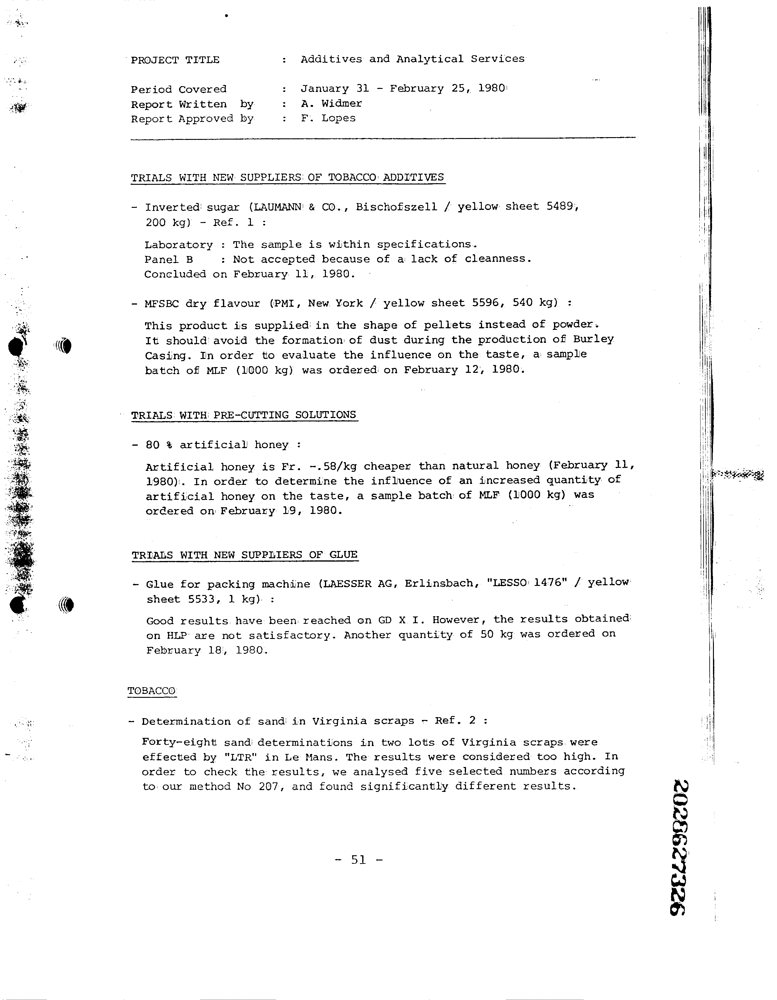 PROJECT TITLE : Additives and Analytical Services
Period Covered : January 31 - February 25, 1980
Report Written by : A. Widmer
Report Approved by : F. Lopes
TRIALS WITH NEW SUPPLIERS OF TOBACCO ADDITIVES
- Inverted sugar (LAUMANN & CO., Bischofszell / yellow sheet 5489,
200 kg) - Ref. 1 :
Laboratory : The sample is within specifications.
Panel B : Not accepted because of a lack of cleanness.
Concluded on February 11, 1980.
- MFSBC dry flavour (PMI, New York / yellow sheet 5596, 540 kg) :
This product is supplied in the shape of pellets instead of powder.
It should avoid the formation of dust during the production of Burley
Casing. In order to evaluate the influence on the taste, a sample
batch of MLF (1000 kg) was ordered on February 12, 1980.
TRIALS WITH PRE-CUTTING SOLUTIONS
- 80 % artificial honey :
Artificial honey is Fr. -.58/kg cheaper than natural honey (February 11,
1980). In order to determine the influence of an increased quantity of
artificial honey on the taste, a sample batch of MLF (1000 kg) was
ordered on February 19, 1980.
TRIALS WITH NEW SUPPLIERS OF GLUE
- Glue for packing machine (LAESSER AG, Erlinsbach, "LESSO 1476" / yellow
sheet 5533, 1 kg) :
Good results have been reached on GD X I. However, the results obtained
on HLP are not satisfactory. Another quantity of 50 kg was ordered on
February 18, 1980.
TOBACCO
- Determination of sand in Virginia scraps - Ref. 2 :
Forty-eight sand determinations in two lots of Virginia scraps were
effected by "LTR" in Le Mans. The results were considered too high. In
order to check the results, we analysed five selected numbers according
to our method No 207, and found significantly different results.
- 51 -
2028627326